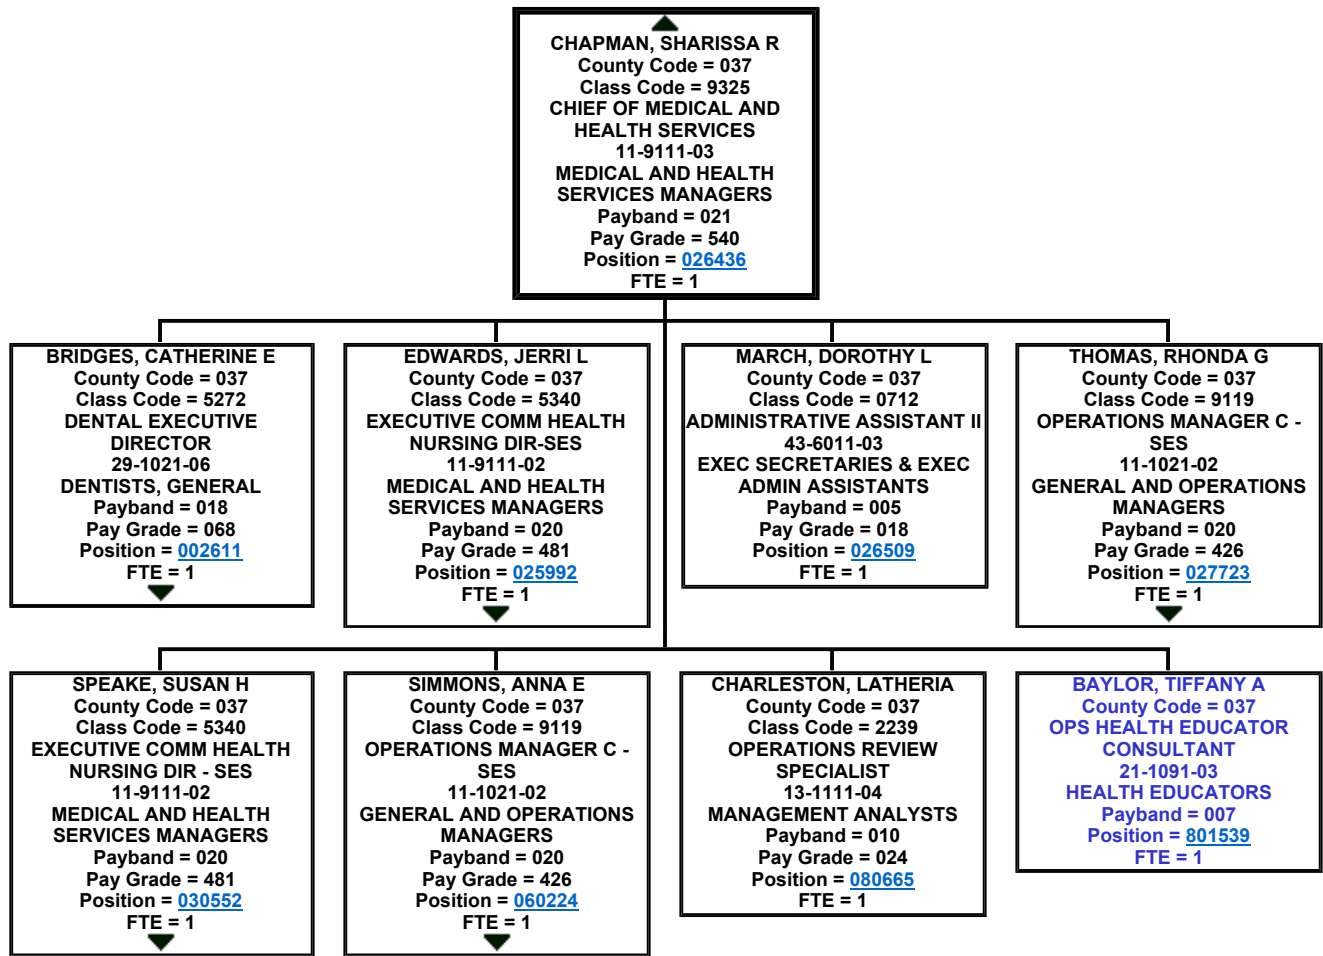 CHAPMAN, SHARISSA R
County Code = 037
Class Code = 9325
CHIEF OF MEDICAL AND
HEALTH SERVICES
11-9111-03
MEDICAL AND HEALTH
SERVICES MANAGERS
Payband = 021
Pay Grade = 540
Position = 026436
FTE = 1
BRIDGES, CATHERINE E
County Code = 037
Class Code = 5272
DENTAL EXECUTIVE
DIRECTOR
29-1021-06
DENTISTS, GENERAL
Payband = 018
Pay Grade = 068
Position = 002611
FTE = 1
EDWARDS, JERRI L
County Code = 037
Class Code = 5340
EXECUTIVE COMM HEALTH
NURSING DIR-SES
11-9111-02
MEDICAL AND HEALTH
SERVICES MANAGERS
Payband = 020
Pay Grade = 481
Position = 025992
FTE = 1
MARCH, DOROTHY L
County Code = 037
Class Code = 0712
ADMINISTRATIVE ASSISTANT II
43-6011-03
EXEC SECRETARIES & EXEC
ADMIN ASSISTANTS
Payband = 005
Pay Grade = 018
Position = 026509
FTE = 1
THOMAS, RHONDA G
County Code = 037
Class Code = 9119
OPERATIONS MANAGER C -
SES
11-1021-02
GENERAL AND OPERATIONS
MANAGERS
Payband = 020
Pay Grade = 426
Position = 027723
FTE = 1
SPEAKE, SUSAN H
County Code = 037
Class Code = 5340
EXECUTIVE COMM HEALTH
NURSING DIR - SES
11-9111-02
MEDICAL AND HEALTH
SERVICES MANAGERS
Payband = 020
Pay Grade = 481
Position = 030552
FTE = 1
SIMMONS, ANNA E
County Code = 037
Class Code = 9119
OPERATIONS MANAGER C -
SES
11-1021-02
GENERAL AND OPERATIONS
MANAGERS
Payband = 020
Pay Grade = 426
Position = 060224
FTE = 1
CHARLESTON, LATHERIA
County Code = 037
Class Code = 2239
OPERATIONS REVIEW
SPECIALIST
13-1111-04
MANAGEMENT ANALYSTS
Payband = 010
Pay Grade = 024
Position = 080665
FTE = 1
BAYLOR, TIFFANY A
County Code = 037
OPS HEALTH EDUCATOR
CONSULTANT
21-1091-03
HEALTH EDUCATORS
Payband = 007
Position = 801539
FTE = 1